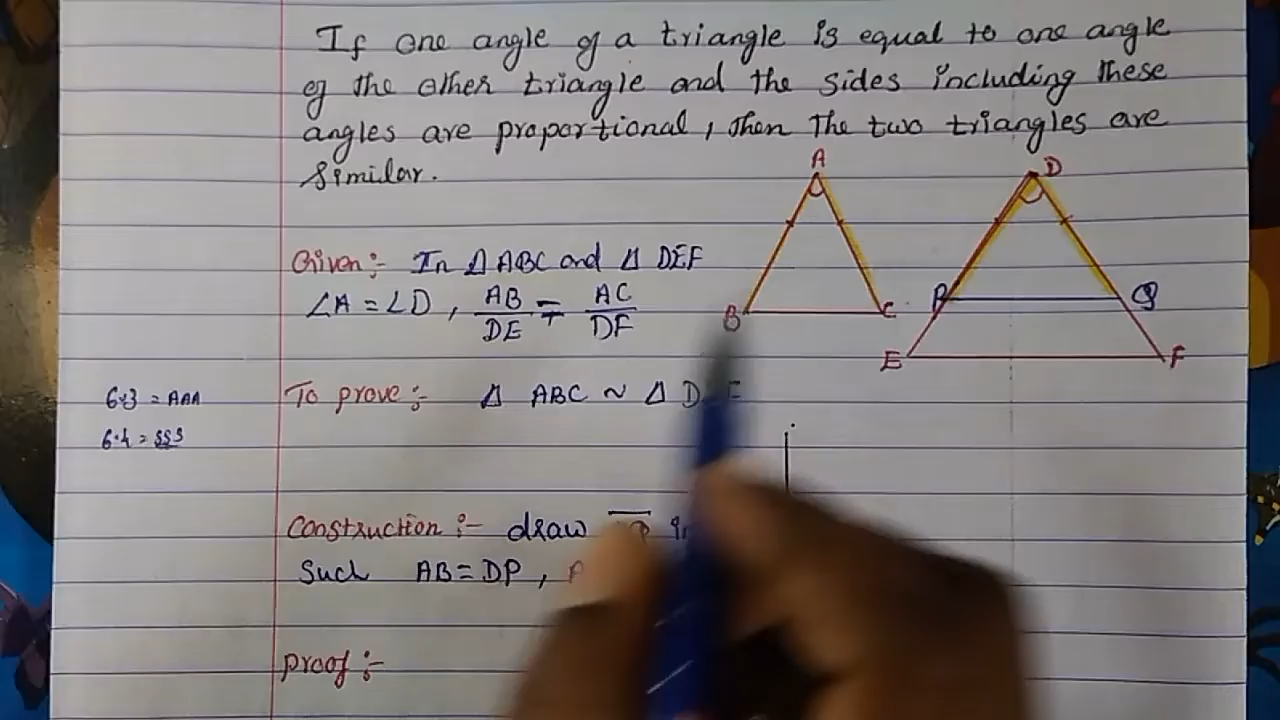 If one angle of a triangle is equal to one angle
of the other triangle and the sides including these
angles are proportional, then the two triangles are
similar.
A D
Given:- In Δ ABC and Δ DEF
∠A = ∠D, AB/DE = AC/DF
B C P Q
E F
To prove:- Δ ABC ~ Δ
6.3 = AAA
6.4 = SSS
Construction:- draw
Such AB = DP,
Proof:-